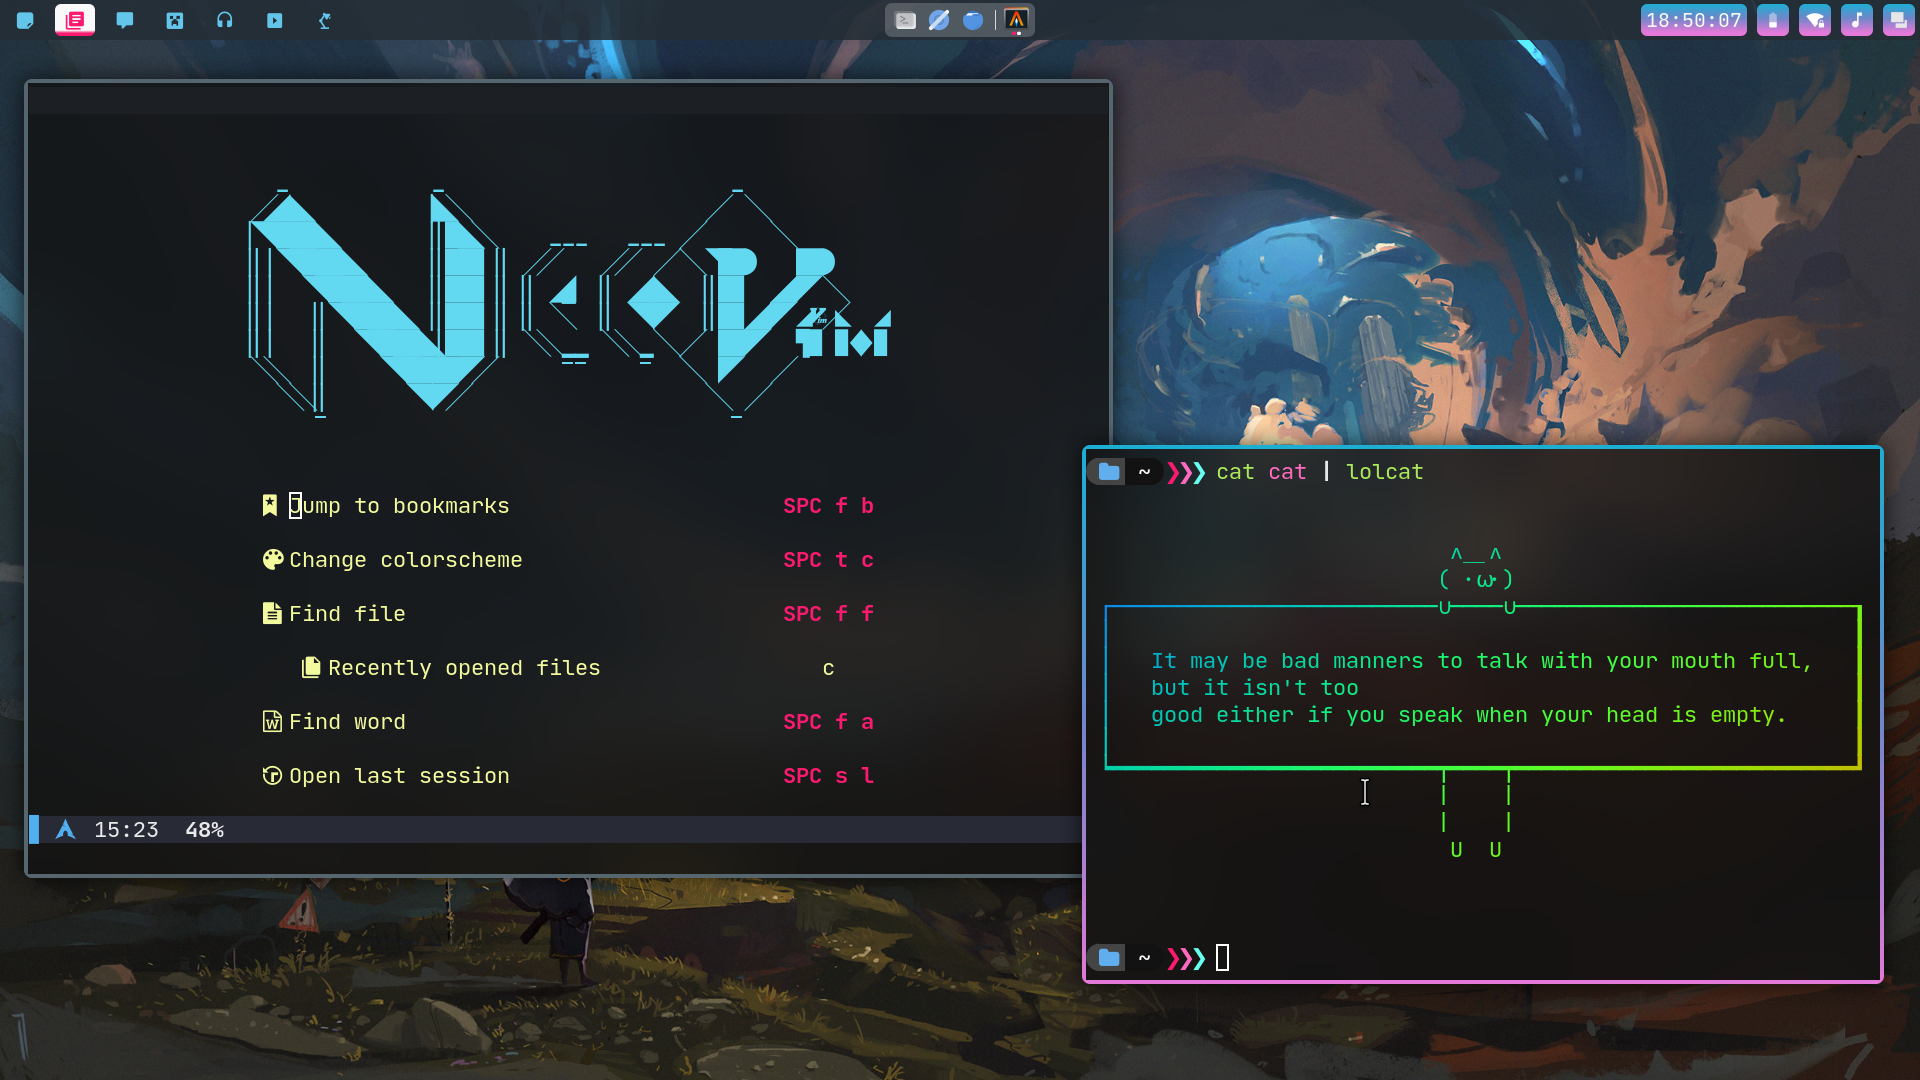 18:50:07
NEOVim
Jump to bookmarks SPC f b
Change colorscheme SPC t c
Find file SPC f f
Recently opened files c
Find word SPC f a
Open last session SPC s l
15:23 48%
~ ❯❯❯ cat cat | lolcat
^__^
( ·ω·)
U U
It may be bad manners to talk with your mouth full,
but it isn't too
good either if you speak when your head is empty.
U U
~ ❯❯❯